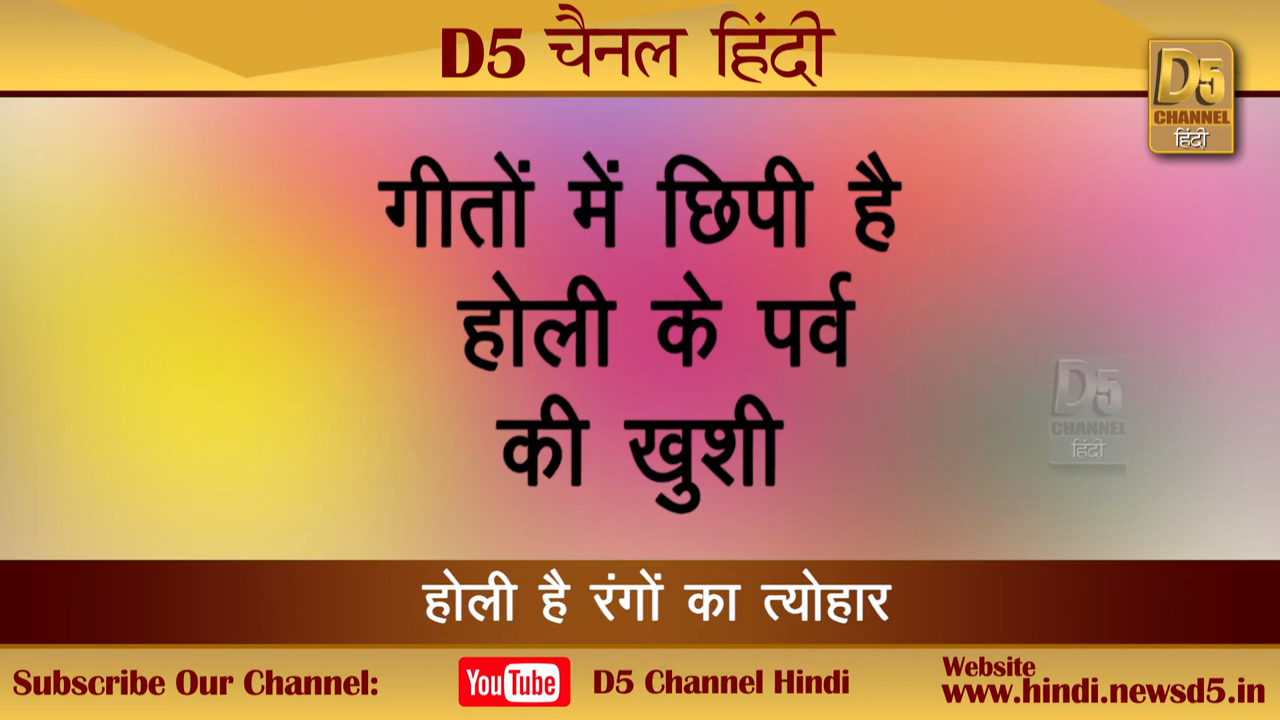 D5 चैनल हिंदी
D5
CHANNEL
हिंदी
गीतों में छिपी है
होली के पर्व
की खुशी
D5
CHANNEL
हिंदी
होली है रंगों का त्योहार
Subscribe Our Channel:
YouTube
D5 Channel Hindi
Website
www.hindi.newsd5.in